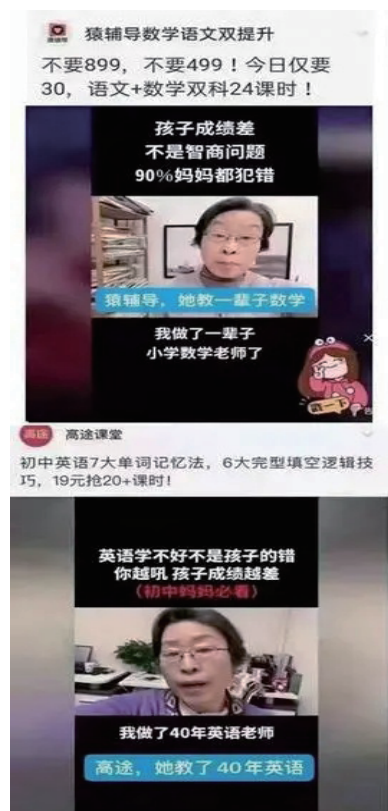 猿辅导数学语文双提升
不要899，不要499！今日仅要
30，语文+数学双科24课时！
孩子成绩差
不是智商问题
90%妈妈都犯错
猿辅导，她教一辈子数学
我做了一辈子
小学数学老师了
高途
高途课堂
初中英语7大单词记忆法，6大完型填空逻辑技
巧，19元抢20+课时！
英语学不好不是孩子的错
你越吼 孩子成绩越差
（初中妈妈必看）
我做了40年英语老师
高途，她教了40年英语